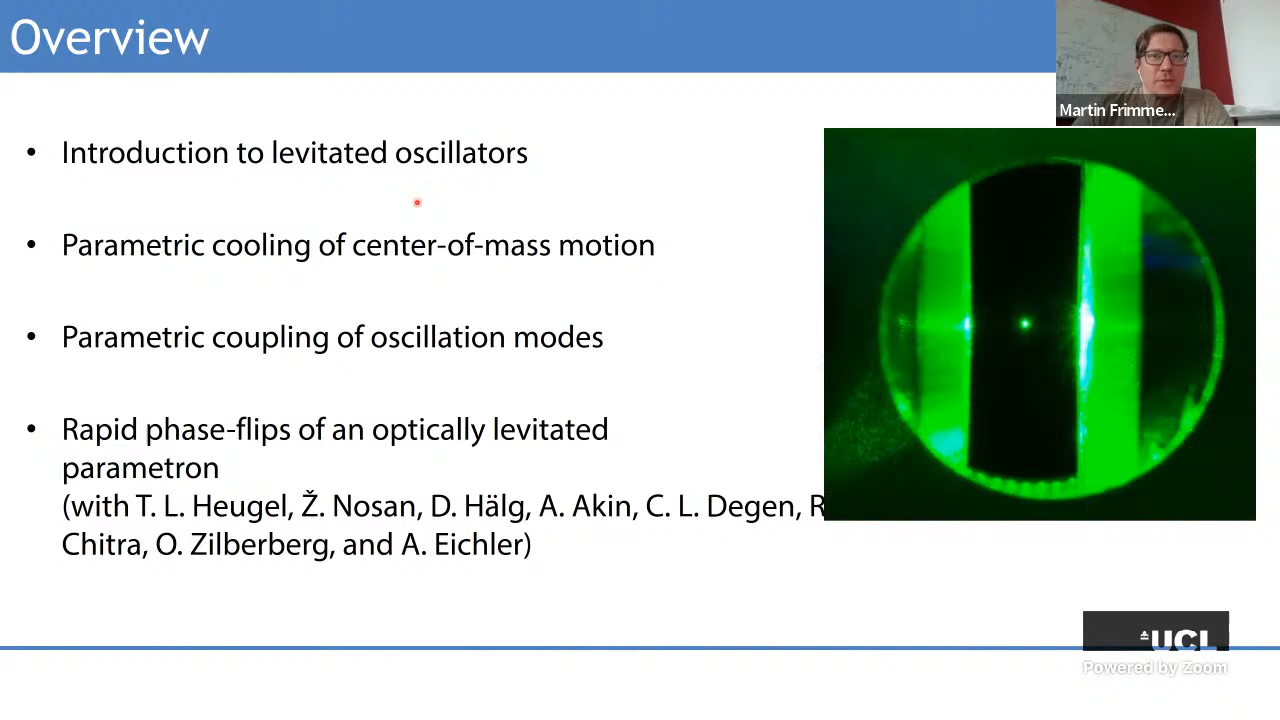 Overview
Martin Frimme...
• Introduction to levitated oscillators
• Parametric cooling of center-of-mass motion
• Parametric coupling of oscillation modes
• Rapid phase-flips of an optically levitated
parametron
(with T. L. Heugel, Ž. Nosan, D. Hälg, A. Akin, C. L. Degen, R
Chitra, O. Zilberberg, and A. Eichler)
UCL
Powered by Zoom